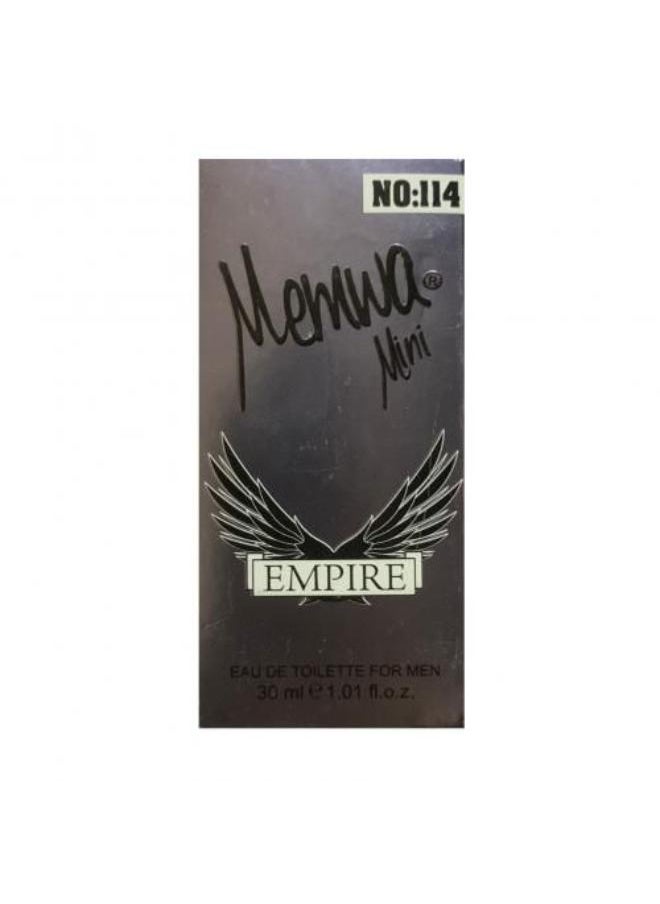 NO:114
Memwa ®
Mini
EMPIRE
EAU DE TOILETTE FOR MEN
30 ml ℮ 1.01 fl.o.z.